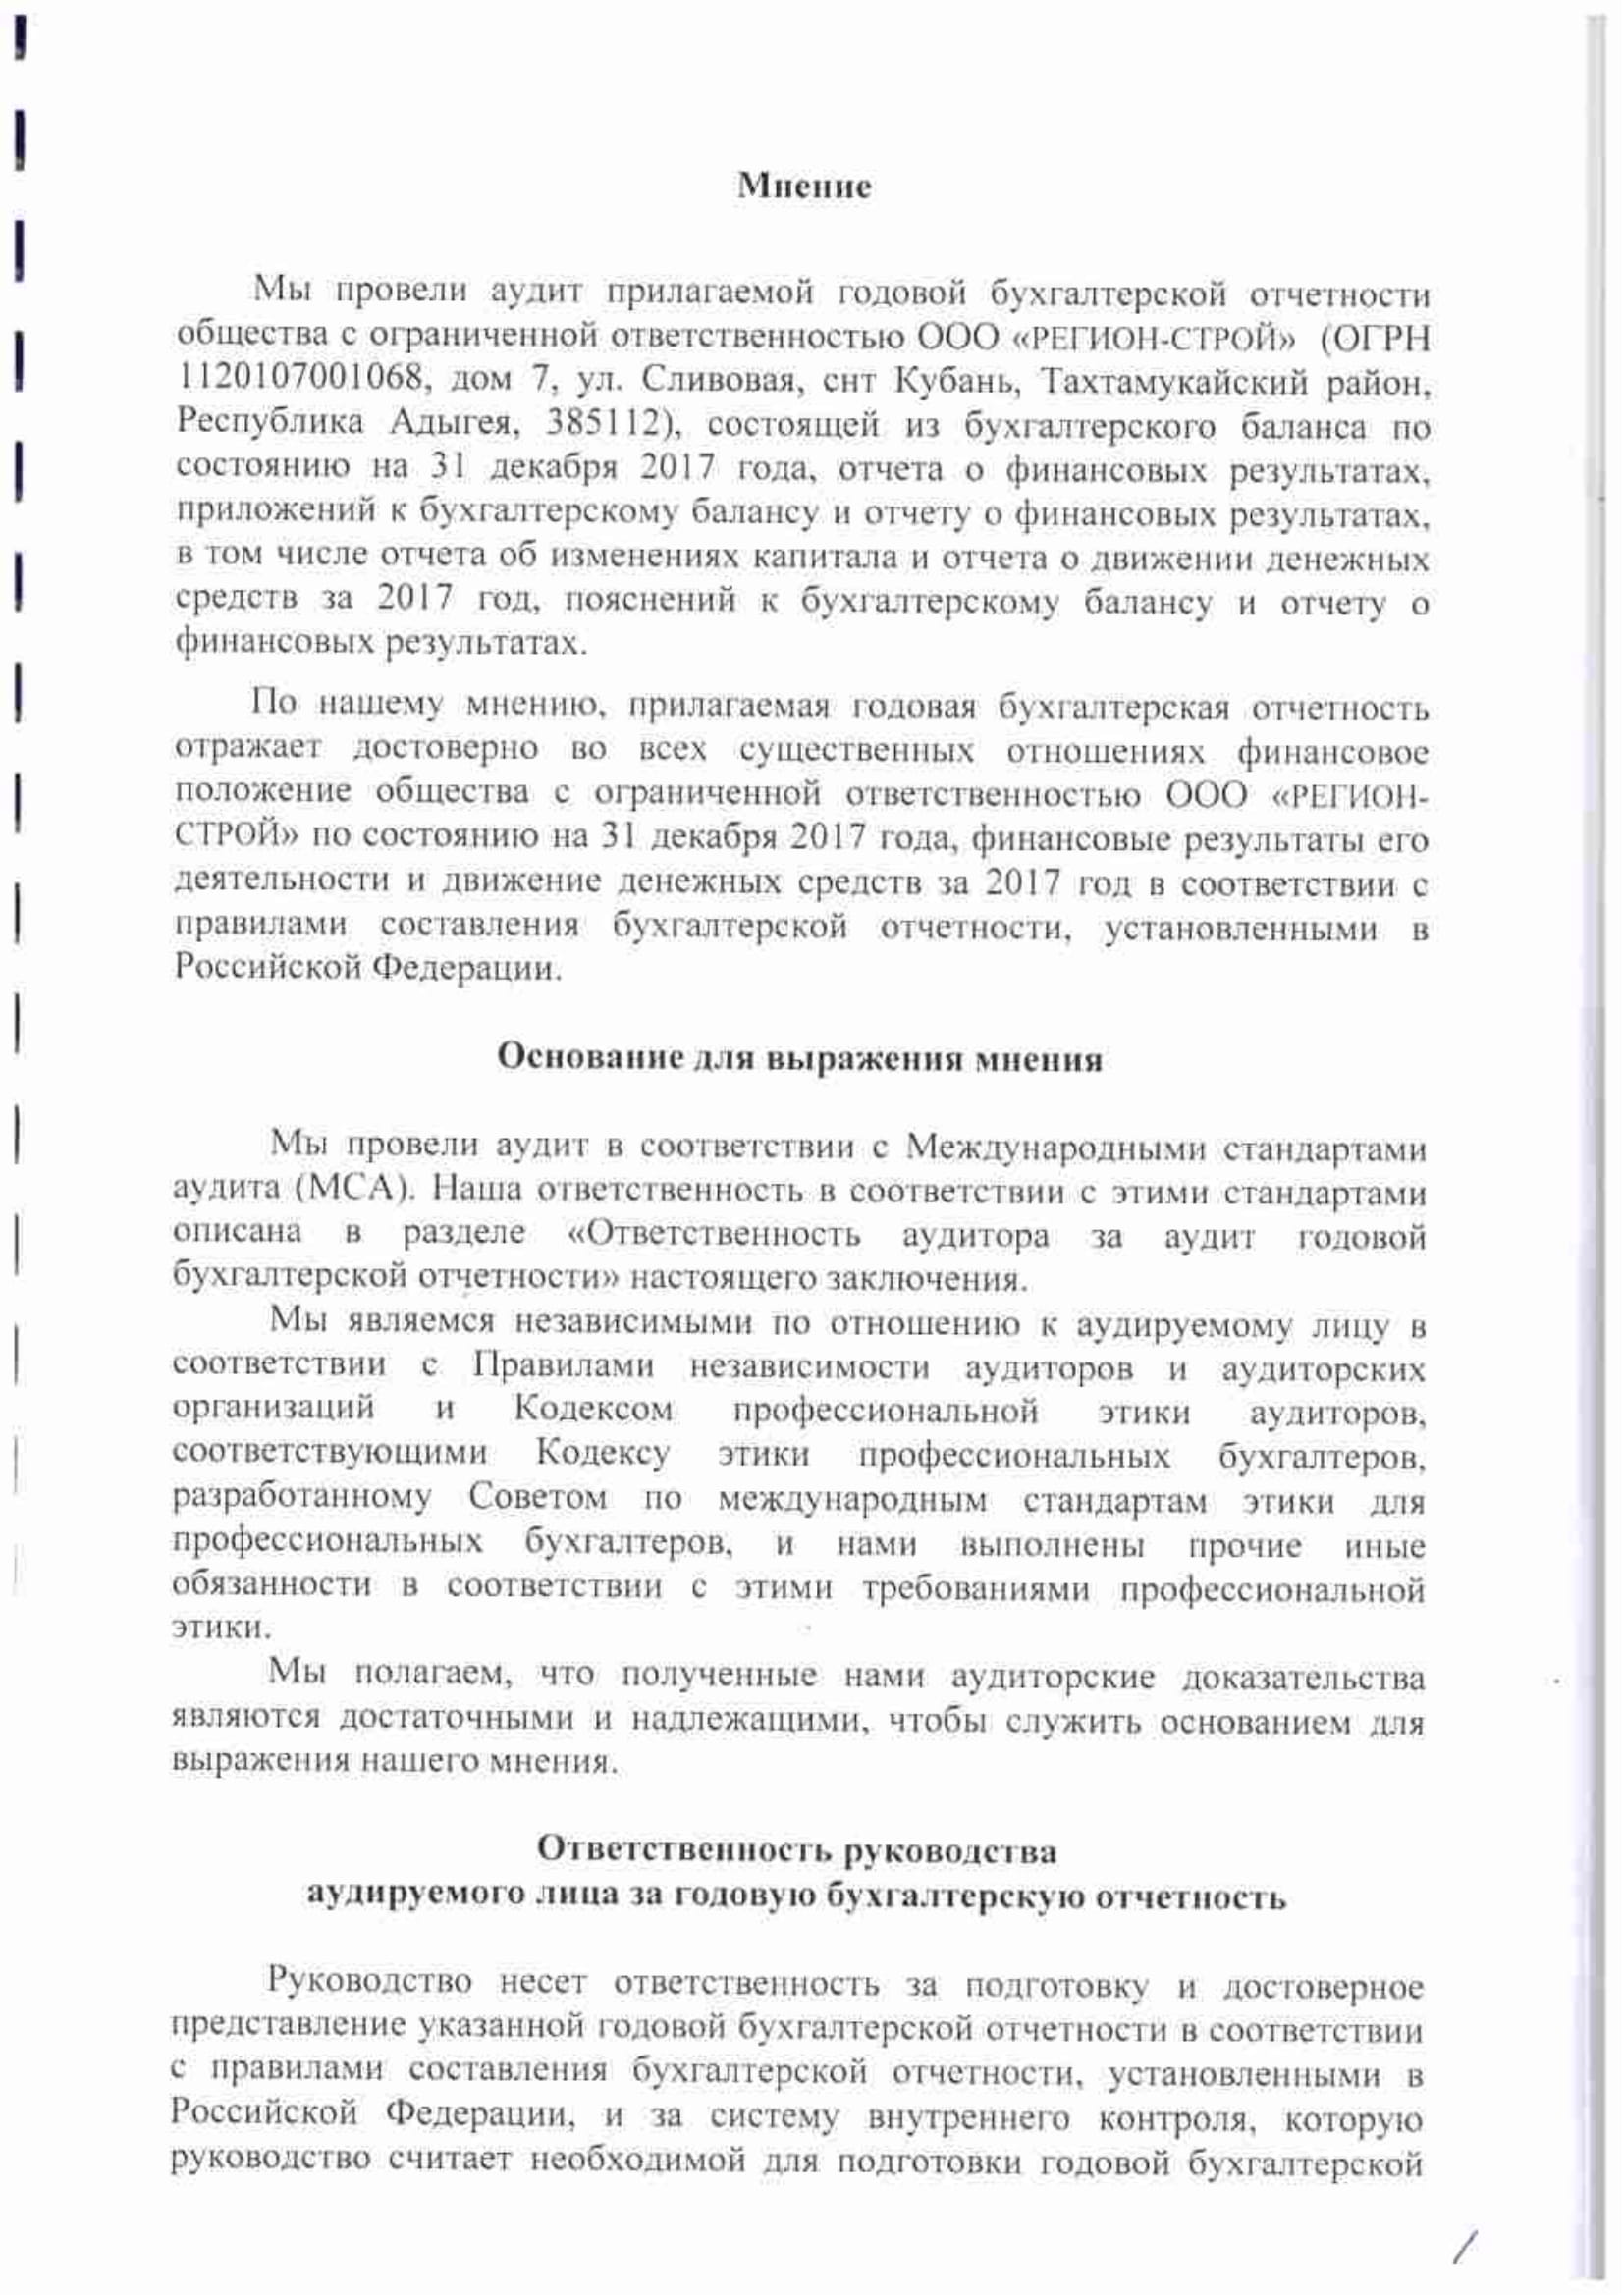 Мнение
Мы провели аудит прилагаемой годовой бухгалтерской отчетности
общества с ограниченной ответственностью ООО «РЕГИОН-СТРОЙ» (ОГРН
1120107001068, дом 7, ул. Сливовая, снт Кубань, Тахтамукайский район,
Республика Адыгея, 385112), состоящей из бухгалтерского баланса по
состоянию на 31 декабря 2017 года, отчета о финансовых результатах,
приложений к бухгалтерскому балансу и отчету о финансовых результатах,
в том числе отчета об изменениях капитала и отчета о движении денежных
средств за 2017 год, пояснений к бухгалтерскому балансу и отчету о
финансовых результатах.
По нашему мнению, прилагаемая годовая бухгалтерская отчетность
отражает достоверно во всех существенных отношениях финансовое
положение общества с ограниченной ответственностью ООО «РЕГИОН-
СТРОЙ» по состоянию на 31 декабря 2017 года, финансовые результаты его
деятельности и движение денежных средств за 2017 год в соответствии с
правилами составления бухгалтерской отчетности, установленными в
Российской Федерации.
Основание для выражения мнения
Мы провели аудит в соответствии с Международными стандартами
аудита (МСА). Наша ответственность в соответствии с этими стандартами
описана в разделе «Ответственность аудитора за аудит годовой
бухгалтерской отчетности» настоящего заключения.
Мы являемся независимыми по отношению к аудируемому лицу в
соответствии с Правилами независимости аудиторов и аудиторских
организаций и Кодексом профессиональной этики аудиторов,
соответствующими Кодексу этики профессиональных бухгалтеров,
разработанному Советом по международным стандартам этики для
профессиональных бухгалтеров, и нами выполнены прочие иные
обязанности в соответствии с этими требованиями профессиональной
этики.
Мы полагаем, что полученные нами аудиторские доказательства
являются достаточными и надлежащими, чтобы служить основанием для
выражения нашего мнения.
Ответственность руководства
аудируемого лица за годовую бухгалтерскую отчетность
Руководство несет ответственность за подготовку и достоверное
представление указанной годовой бухгалтерской отчетности в соответствии
с правилами составления бухгалтерской отчетности, установленными в
Российской Федерации, и за систему внутреннего контроля, которую
руководство считает необходимой для подготовки годовой бухгалтерской